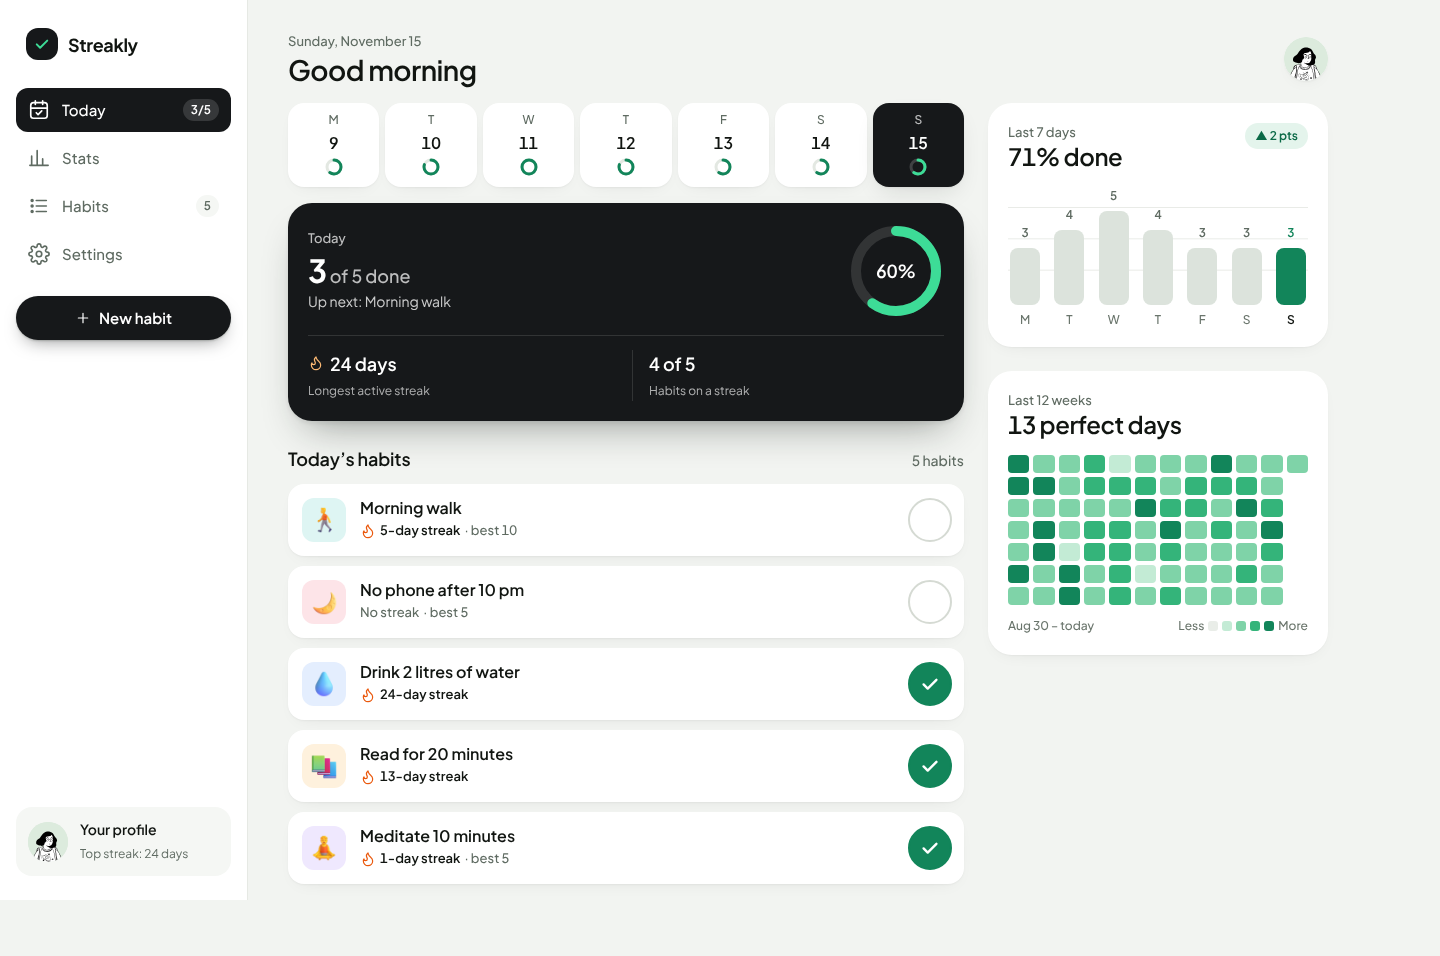 Streakly
Today 3/5
Stats
Habits 5
Settings
+ New habit
Your profile
Top streak: 24 days
Sunday, November 15
Good morning
M T W T F S S
9 10 11 12 13 14 15
Today
3 of 5 done
Up next: Morning walk
60%
24 days
Longest active streak
4 of 5
Habits on a streak
Today’s habits
5 habits
Morning walk
5-day streak · best 10
No phone after 10 pm
No streak · best 5
Drink 2 litres of water
24-day streak
Read for 20 minutes
13-day streak
Meditate 10 minutes
1-day streak · best 5
Last 7 days
71% done
▲ 2 pts
3 4 5 4 3 3 3
M T W T F S S
Last 12 weeks
13 perfect days
Aug 30 – today
Less More